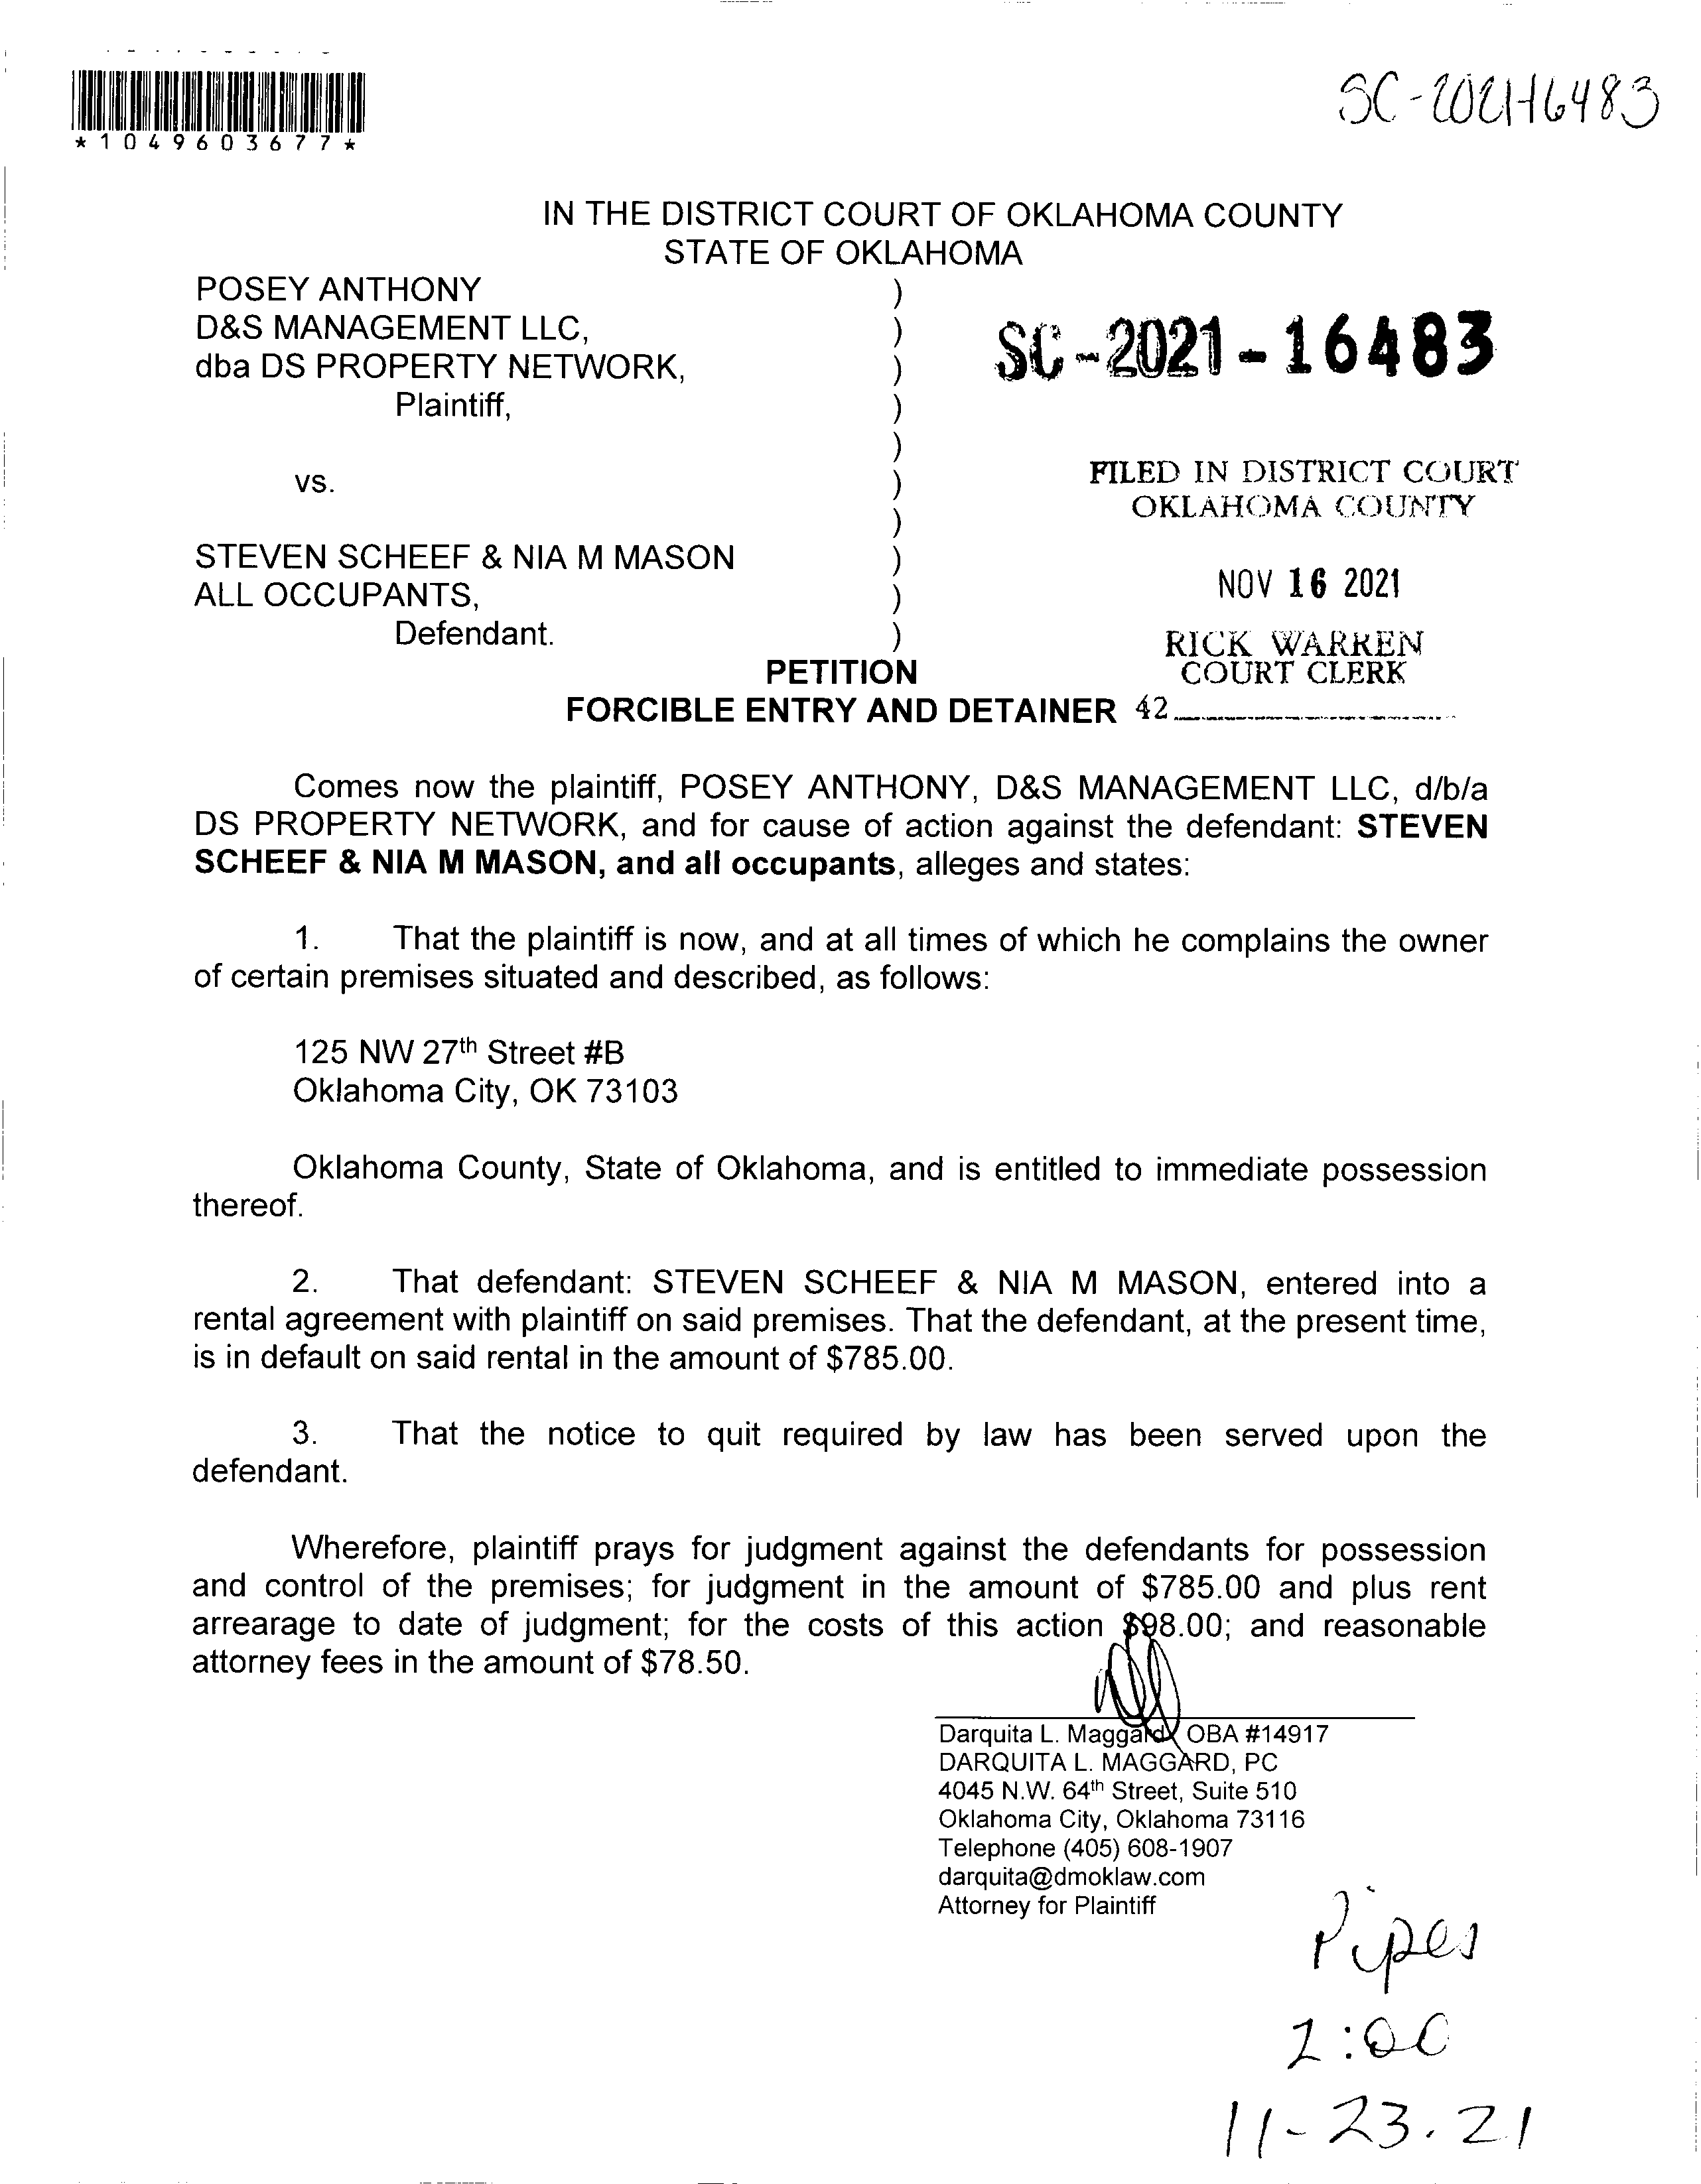 *1049603677*
SC-2021-16483
IN THE DISTRICT COURT OF OKLAHOMA COUNTY
STATE OF OKLAHOMA
POSEY ANTHONY )
D&S MANAGEMENT LLC, )
dba DS PROPERTY NETWORK, )
Plaintiff, )
)
vs. )
)
STEVEN SCHEEF & NIA M MASON )
ALL OCCUPANTS, )
Defendant. )
SC-2021-16483
FILED IN DISTRICT COURT
OKLAHOMA COUNTY
NOV 16 2021
RICK WARREN
COURT CLERK
42
PETITION
FORCIBLE ENTRY AND DETAINER
Comes now the plaintiff, POSEY ANTHONY, D&S MANAGEMENT LLC, d/b/a
DS PROPERTY NETWORK, and for cause of action against the defendant: STEVEN
SCHEEF & NIA M MASON, and all occupants, alleges and states:
1. That the plaintiff is now, and at all times of which he complains the owner
of certain premises situated and described, as follows:
125 NW 27th Street #B
Oklahoma City, OK 73103
Oklahoma County, State of Oklahoma, and is entitled to immediate possession
thereof.
2. That defendant: STEVEN SCHEEF & NIA M MASON, entered into a
rental agreement with plaintiff on said premises. That the defendant, at the present time,
is in default on said rental in the amount of $785.00.
3. That the notice to quit required by law has been served upon the
defendant.
Wherefore, plaintiff prays for judgment against the defendants for possession
and control of the premises; for judgment in the amount of $785.00 and plus rent
arrearage to date of judgment; for the costs of this action $98.00; and reasonable
attorney fees in the amount of $78.50.
Darquita L. Maggard, OBA #14917
DARQUITA L. MAGGARD, PC
4045 N.W. 64th Street, Suite 510
Oklahoma City, Oklahoma 73116
Telephone (405) 608-1907
darquita@dmoklaw.com
Attorney for Plaintiff
Pipes
2:00
11-23.21